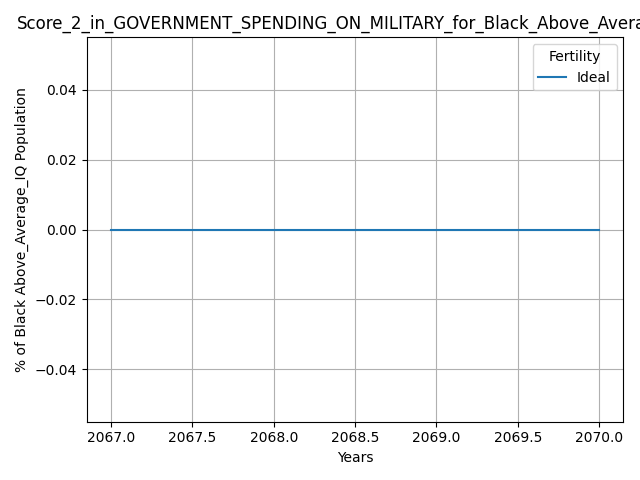 Score_2_in_GOVERNMENT_SPENDING_ON_MILITARY_for_Black_Above_Avera
Fertility
Ideal
% of Black Above_Average_IQ Population
0.04
0.02
0.00
−0.02
−0.04
2067.0 2067.5 2068.0 2068.5 2069.0 2069.5 2070.0
Years